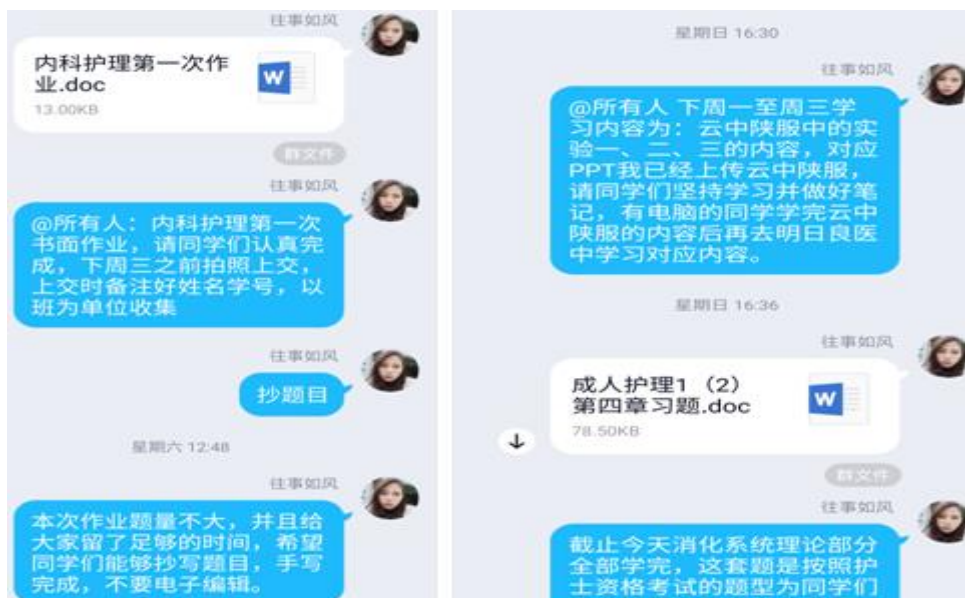 往事如风
内科护理第一次作
业.doc
13.00KB
群文件
往事如风
@所有人：内科护理第一次
书面作业，请同学们认真完
成，下周三之前拍照上交，
上交时备注好姓名学号，以
班为单位收集
往事如风
抄题目
星期六 12:48
往事如风
本次作业题量不大，并且给
大家留了足够的时间，希望
同学们能够抄写题目，手写
完成，不要电子编辑。
星期日 16:30
往事如风
@所有人 下周一至周三学
习内容为：云中陕服中的实
验一、二、三的内容，对应
PPT我已经上传云中陕服，
请同学们坚持学习并做好笔
记，有电脑的同学学完云中
陕服的内容后再去明日良医
中学习对应内容。
星期日 16:36
往事如风
成人护理1（2）
第四章习题.doc
78.50KB
群文件
往事如风
截止今天消化系统理论部分
全部学完，这套题是按照护
士资格考试的题型为同学们